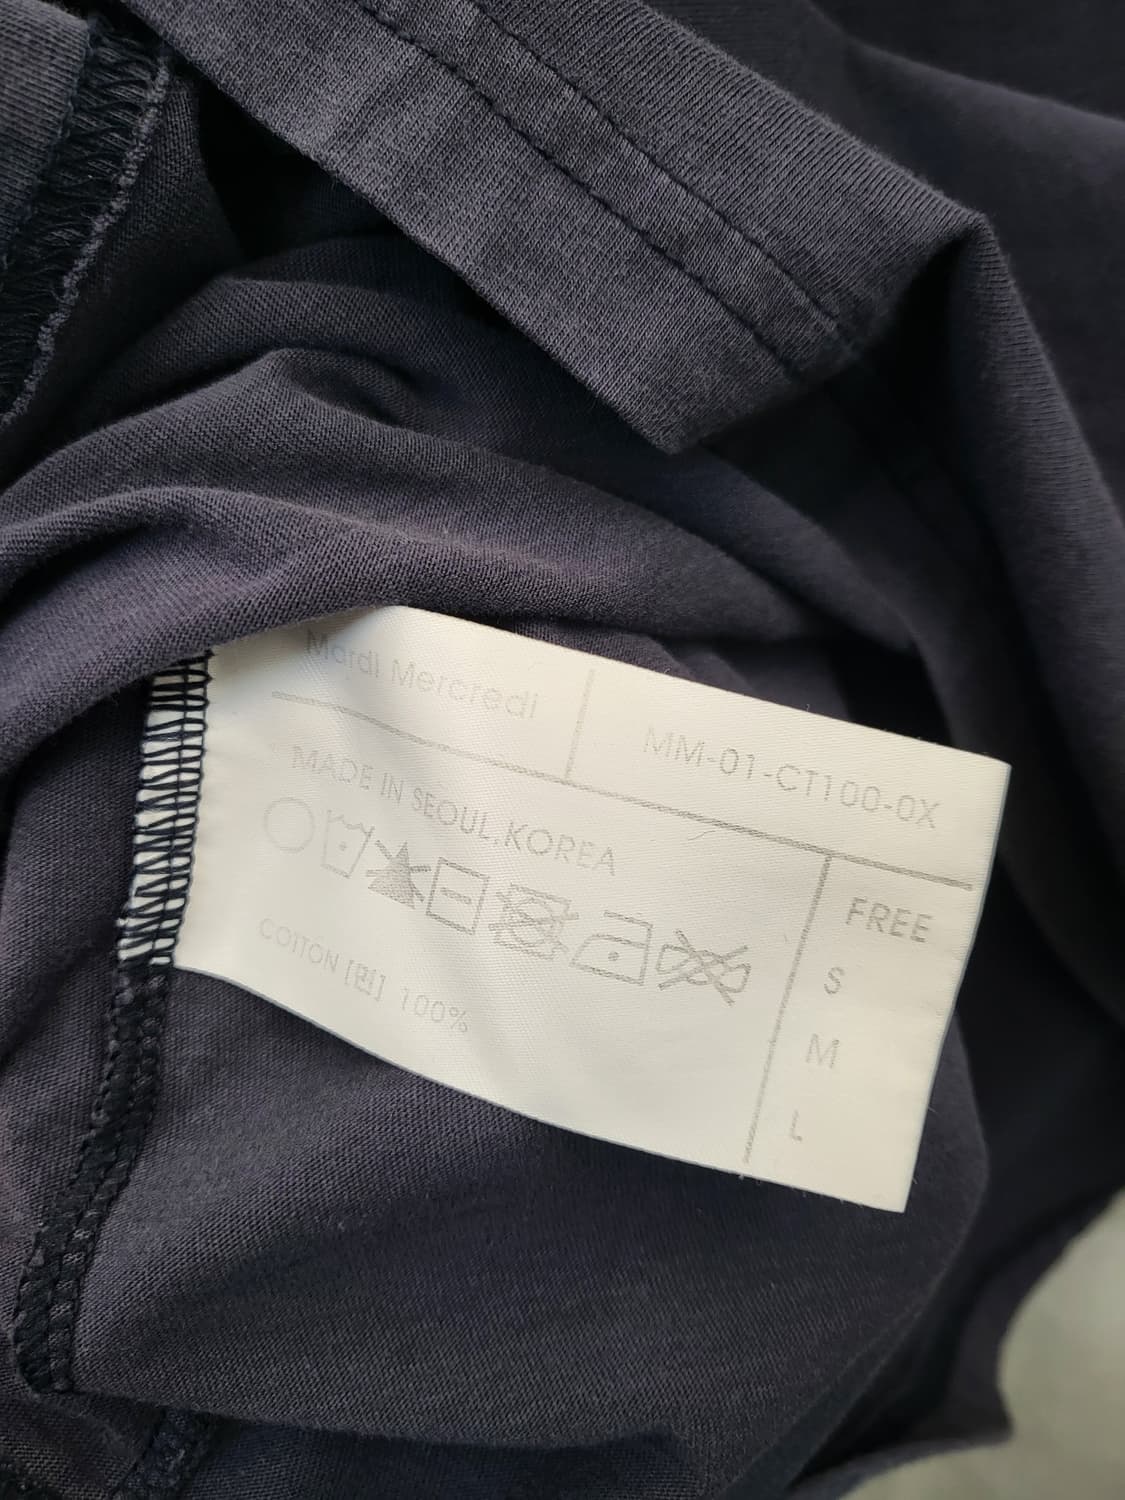 Mardi Mercredi
MM-01-CT100-0X
MADE IN SEOUL, KOREA
COTTON [면] 100%
FREE
S
M
L